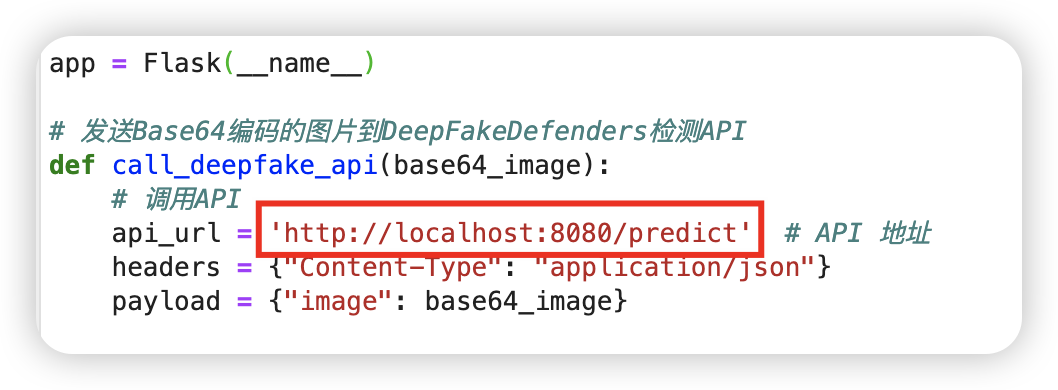 app = Flask(__name__)
# 发送Base64编码的图片到DeepFakeDefenders检测API
def call_deepfake_api(base64_image):
# 调用API
api_url = 'http://localhost:8080/predict' # API 地址
headers = {"Content-Type": "application/json"}
payload = {"image": base64_image}